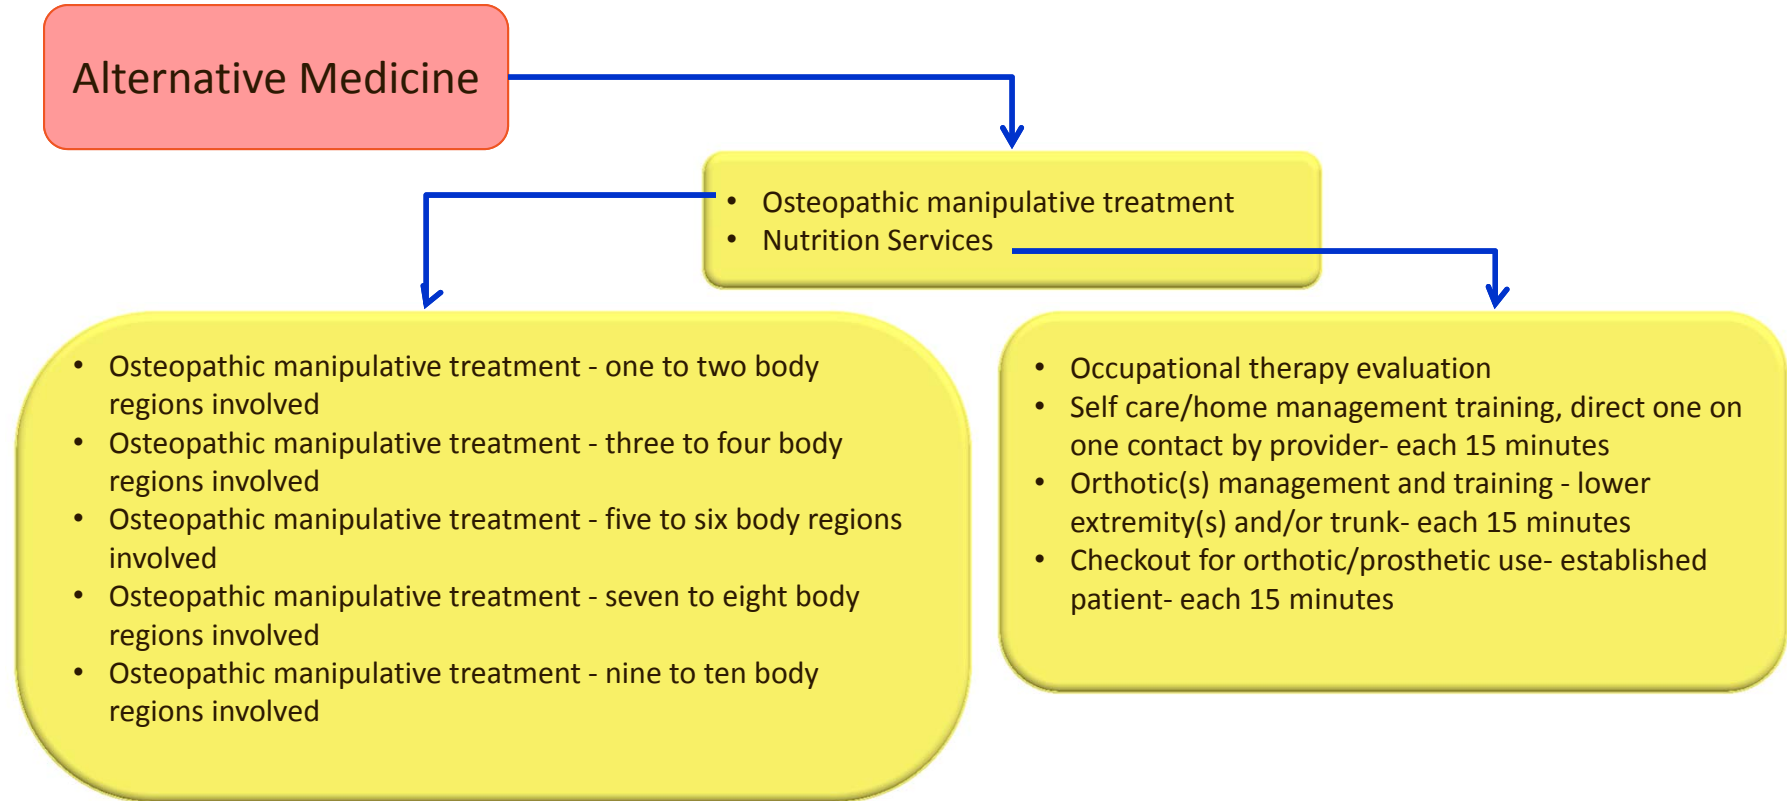 Alternative Medicine
• Osteopathic manipulative treatment
• Nutrition Services
• Osteopathic manipulative treatment - one to two body
regions involved
• Osteopathic manipulative treatment - three to four body
regions involved
• Osteopathic manipulative treatment - five to six body regions
involved
• Osteopathic manipulative treatment - seven to eight body
regions involved
• Osteopathic manipulative treatment - nine to ten body
regions involved
• Occupational therapy evaluation
• Self care/home management training, direct one on
one contact by provider- each 15 minutes
• Orthotic(s) management and training - lower
extremity(s) and/or trunk- each 15 minutes
• Checkout for orthotic/prosthetic use- established
patient- each 15 minutes